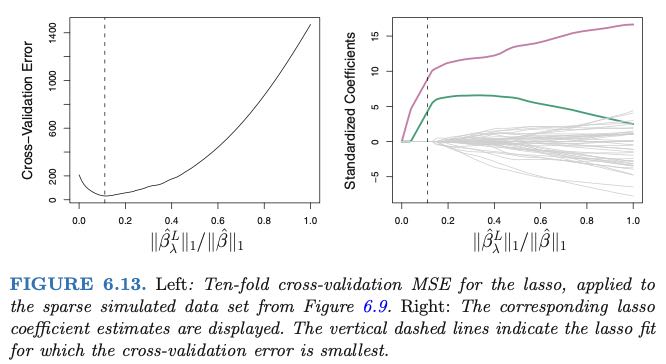 Cross−Validation Error
0 200 600 1000 1400
0.0 0.2 0.4 0.6 0.8 1.0
‖β̂ᴸ_λ‖₁/‖β̂‖₁
Standardized Coefficients
−5 0 5 10 15
0.0 0.2 0.4 0.6 0.8 1.0
‖β̂ᴸ_λ‖₁/‖β̂‖₁
FIGURE 6.13. Left: Ten-fold cross-validation MSE for the lasso, applied to
the sparse simulated data set from Figure 6.9. Right: The corresponding lasso
coefficient estimates are displayed. The vertical dashed lines indicate the lasso fit
for which the cross-validation error is smallest.